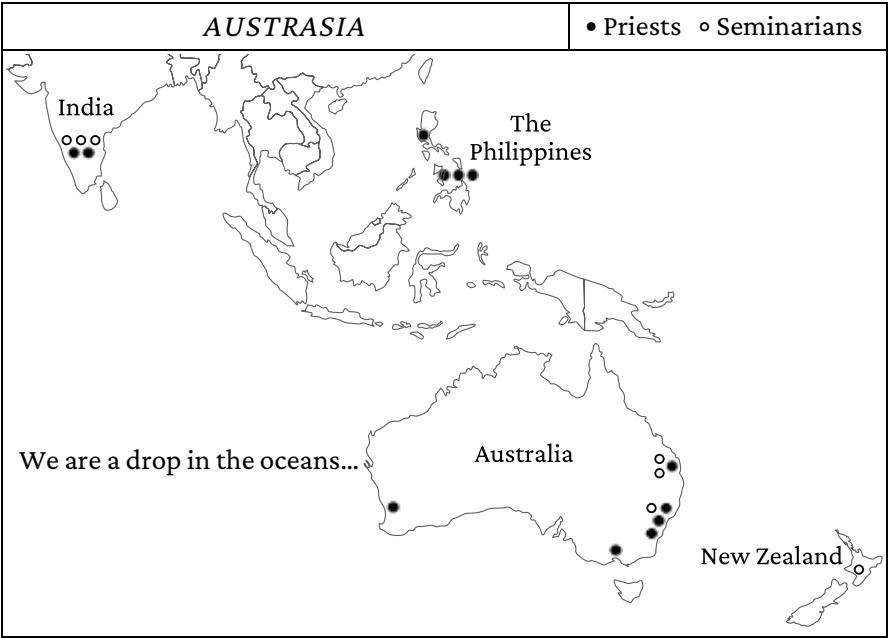 AUSTRASIA
Priests
Seminarians
India
The
Philippines
We are a drop in the oceans...
Australia
New Zealand